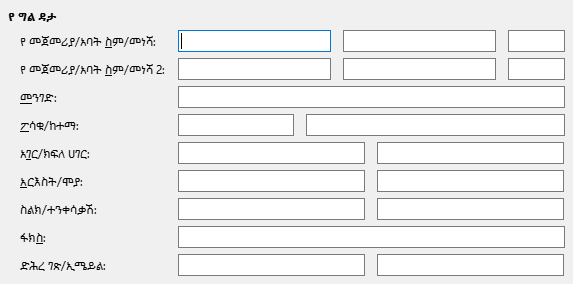 የ ግል ዳታ
የ መጀመሪያ/አባት ስም/መነሻ:
የ መጀመሪያ/አባት ስም/መነሻ 2:
መንገድ:
ፖሳቁ/ከተማ:
አገር/ክፍለ ሀገር:
አርእስት/ሞያ:
ስልክ/ተንቀሳቃሽ:
ፋክስ:
ድሕረ ገጽ/ኢሜይል: